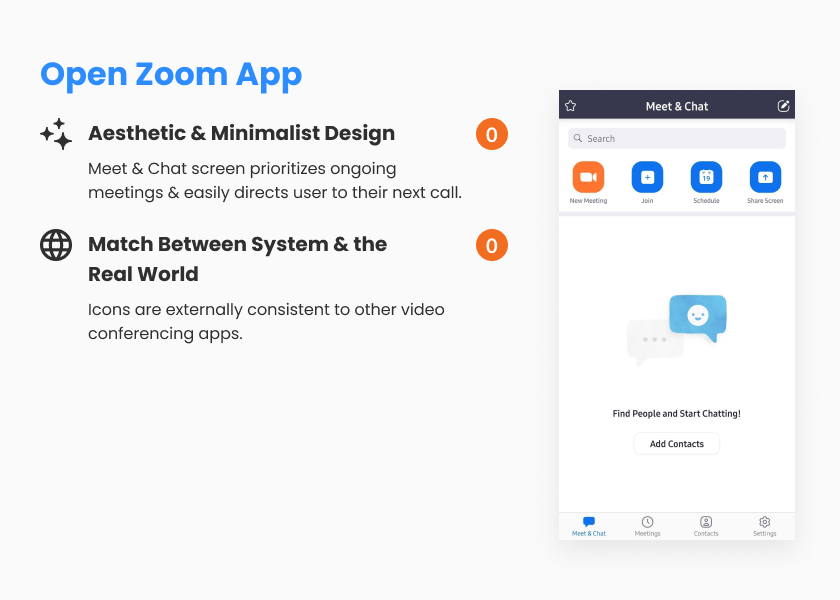 Open Zoom App
Aesthetic & Minimalist Design
0
Meet & Chat screen prioritizes ongoing
meetings & easily directs user to their next call.
Match Between System & the
Real World
0
Icons are externally consistent to other video
conferencing apps.
Meet & Chat
Search
New Meeting
Join
19
Schedule
Share Screen
Find People and Start Chatting!
Add Contacts
Meet & Chat
Meetings
Contacts
Settings